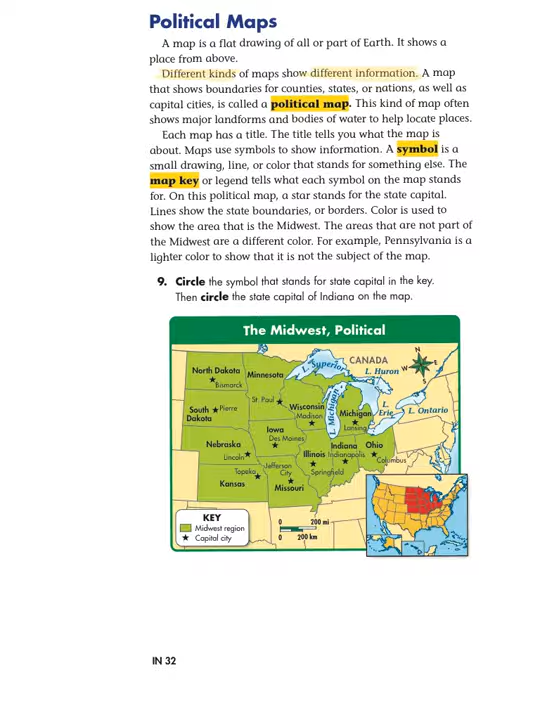 Political Maps
A map is a flat drawing of all or part of Earth. It shows a
place from above.
Different kinds of maps show different information. A map
that shows boundaries for counties, states, or nations, as well as
capital cities, is called a political map. This kind of map often
shows major landforms and bodies of water to help locate places.
Each map has a title. The title tells you what the map is
about. Maps use symbols to show information. A symbol is a
small drawing, line, or color that stands for something else. The
map key or legend tells what each symbol on the map stands
for. On this political map, a star stands for the state capital.
Lines show the state boundaries, or borders. Color is used to
show the area that is the Midwest. The areas that are not part of
the Midwest are a different color. For example, Pennsylvania is a
lighter color to show that it is not the subject of the map.
9. Circle the symbol that stands for state capital in the key.
Then circle the state capital of Indiana on the map.
The Midwest, Political
N
CANADA
L. Superior
L. Huron
W
E
S
North Dakota
Bismarck
Minnesota
St. Paul
South Dakota
Pierre
Wisconsin
Madison
L. Michigan
Michigan
Lansing
L. Erie
L. Ontario
Iowa
Des Moines
Nebraska
Lincoln
Illinois
Springfield
Indiana
Indianapolis
Ohio
Columbus
Topeka
Kansas
Jefferson City
Missouri
KEY
Midwest region
Capital city
0 200 mi
0 200 km
IN 32